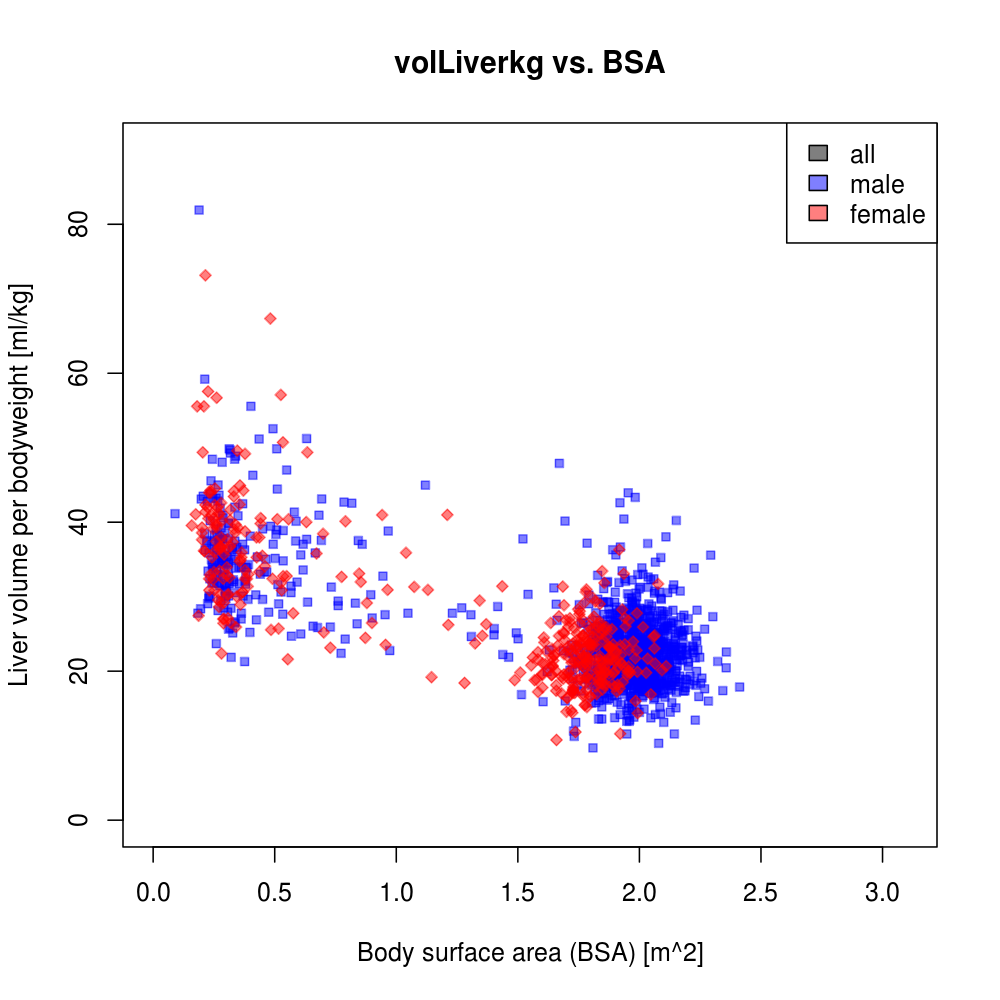 volLiverkg vs. BSA
all
male
female
Liver volume per bodyweight [ml/kg]
80
60
40
20
0
0.0 0.5 1.0 1.5 2.0 2.5 3.0
Body surface area (BSA) [m^2]